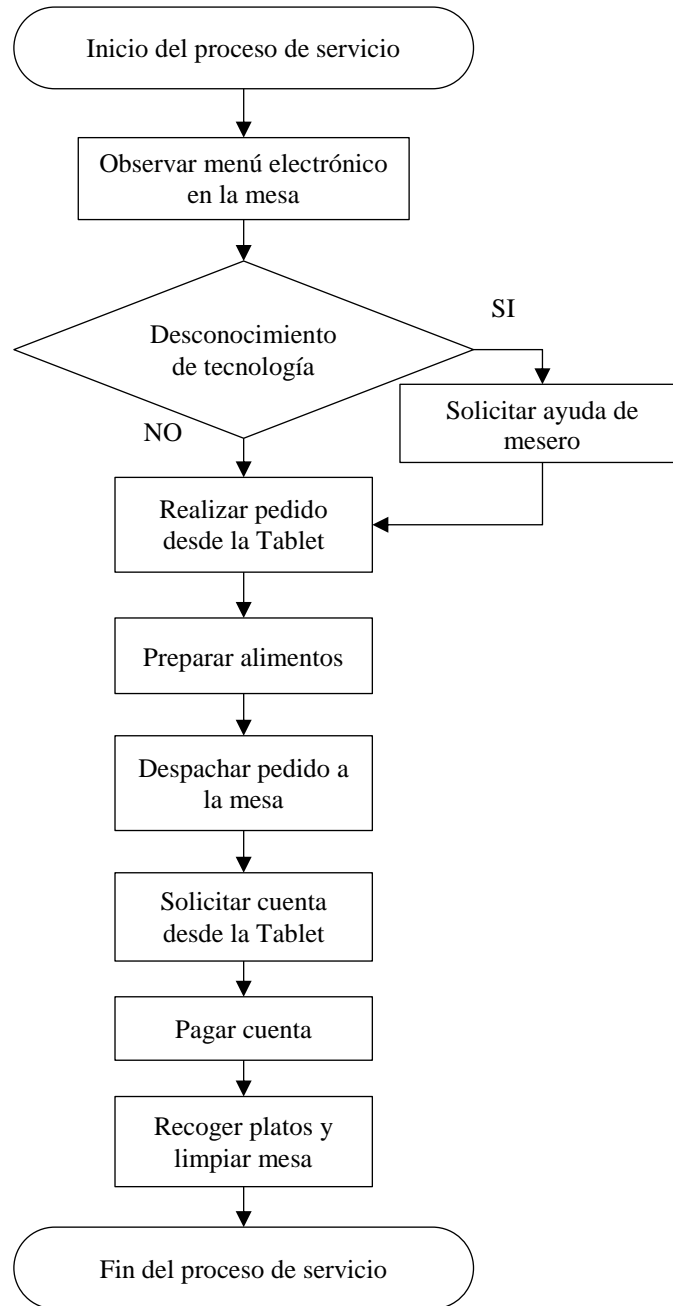 Inicio del proceso de servicio
Observar menú electrónico
en la mesa
Desconocimiento
de tecnología
SI
Solicitar ayuda de
mesero
NO
Realizar pedido
desde la Tablet
Preparar alimentos
Despachar pedido a
la mesa
Solicitar cuenta
desde la Tablet
Pagar cuenta
Recoger platos y
limpiar mesa
Fin del proceso de servicio